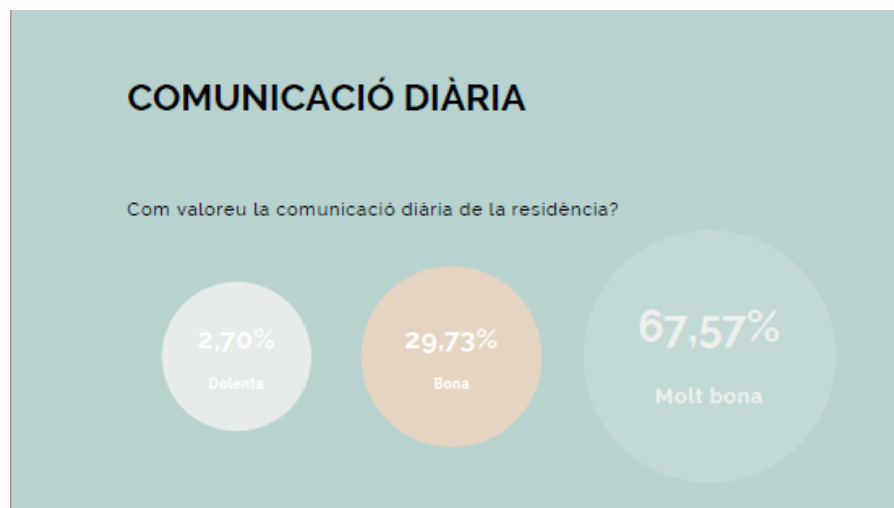 COMUNICACIÓ DIÀRIA
Com valoreu la comunicació diària de la residència?
2,70%
Dolenta
29,73%
Bona
67,57%
Molt bona